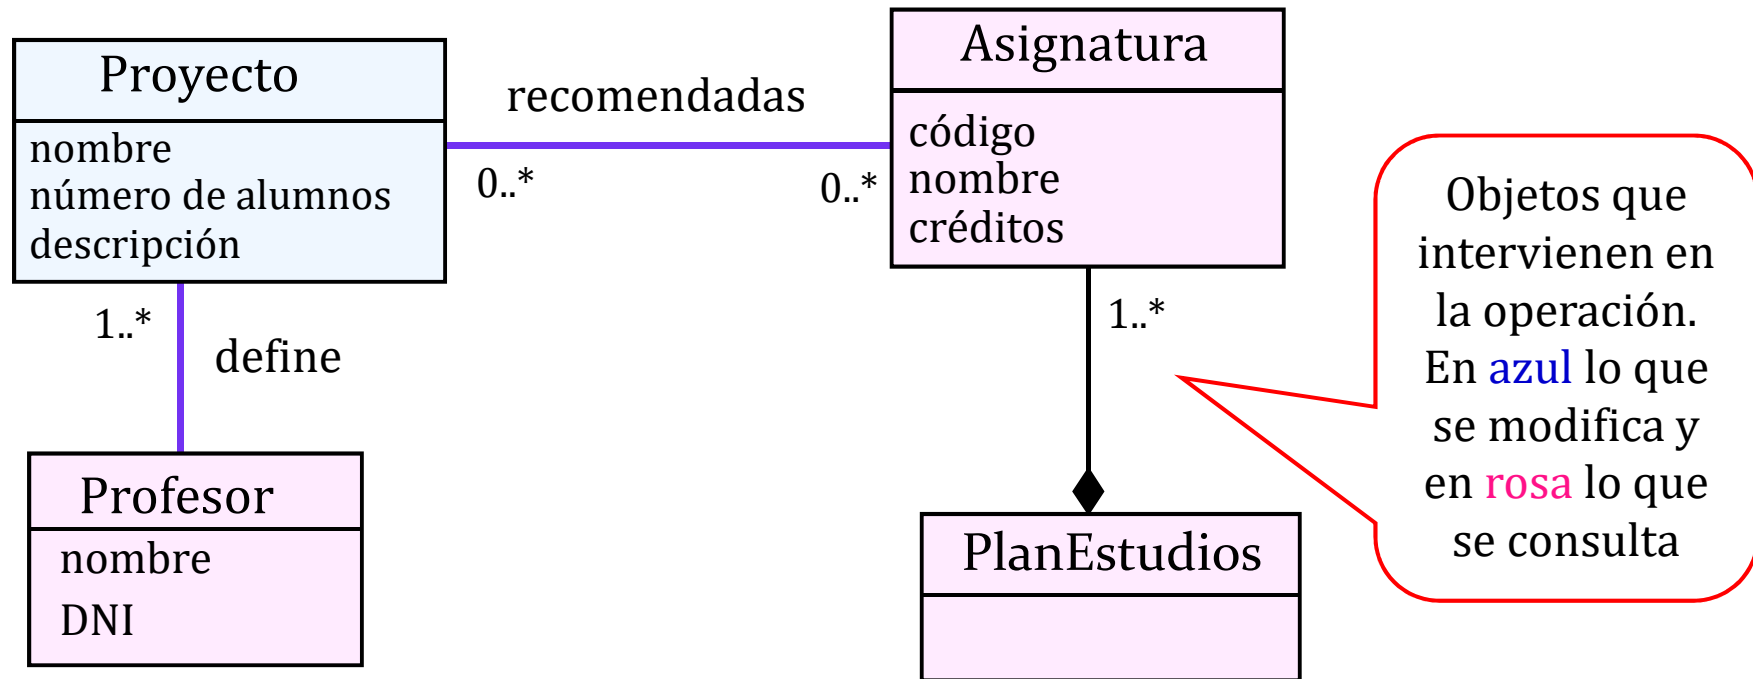 Proyecto
nombre
número de alumnos
descripción
recomendadas
0..*
0..*
Asignatura
código
nombre
créditos
1..*
define
1..*
Profesor
nombre
DNI
PlanEstudios
Objetos que
intervienen en
la operación.
En azul lo que
se modifica y
en rosa lo que
se consulta